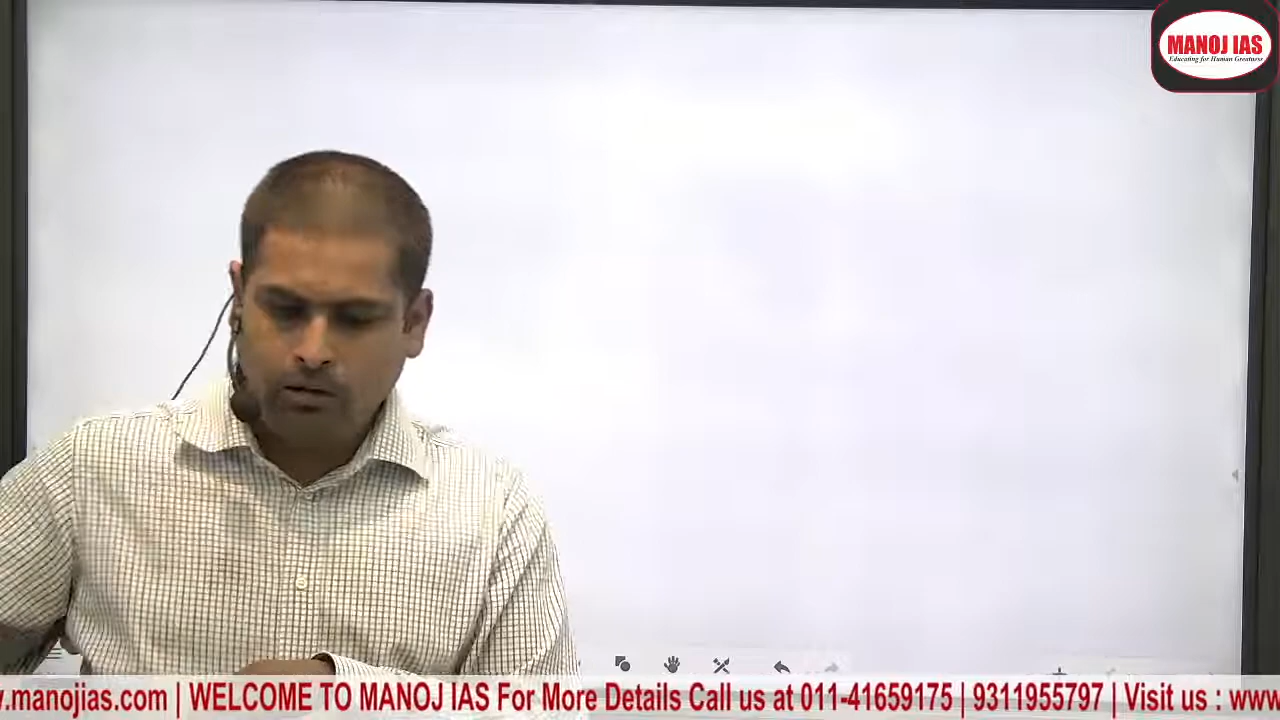 MANOJ IAS
Educating for Human Greatness
.manojias.com | WELCOME TO MANOJ IAS For More Details Call us at 011-41659175 | 9311955797 | Visit us : www